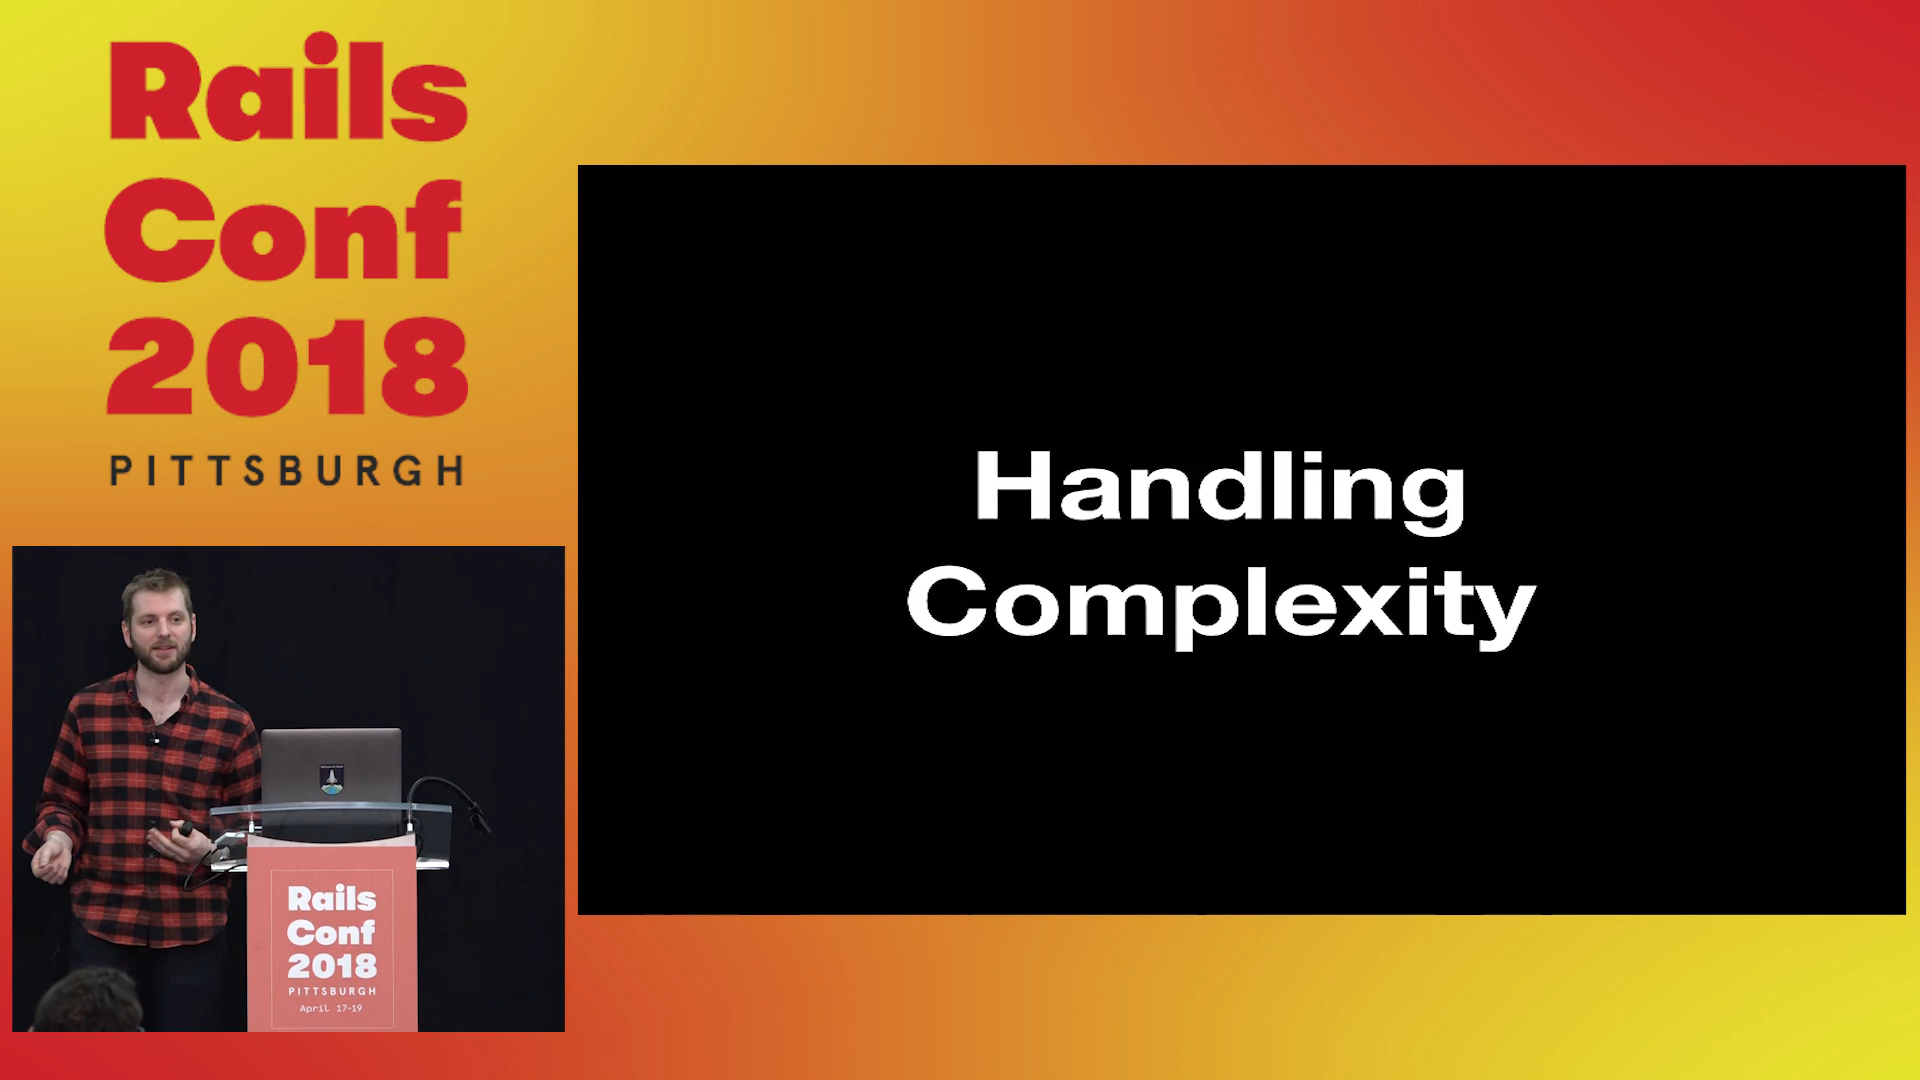 Rails
Conf
2018
PITTSBURGH
Handling
Complexity
Rails
Conf
2018
PITTSBURGH
April 17-19